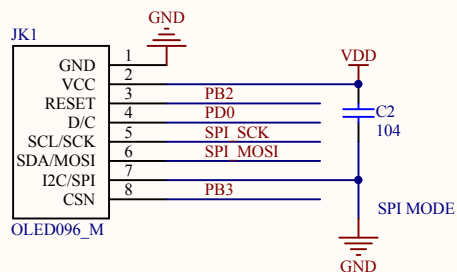 GND
JK1
GND 1
VCC 2
RESET 3 PB2
D/C 4 PD0
SCL/SCK 5 SPI_SCK
SDA/MOSI 6 SPI_MOSI
I2C/SPI 7
CSN 8 PB3
OLED096_M
VDD
C2
104
SPI MODE
GND